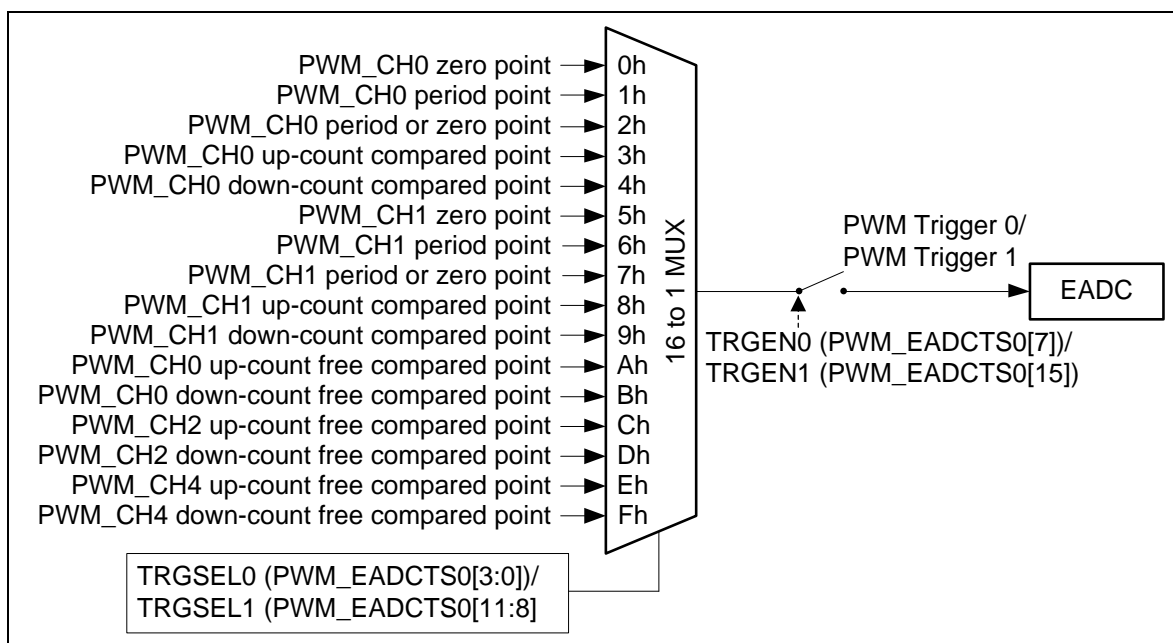 PWM_CH0 zero point
0h
PWM_CH0 period point
1h
PWM_CH0 period or zero point
2h
PWM_CH0 up-count compared point
3h
PWM_CH0 down-count compared point
4h
PWM_CH1 zero point
5h
PWM_CH1 period point
6h
PWM_CH1 period or zero point
7h
PWM_CH1 up-count compared point
8h
PWM_CH1 down-count compared point
9h
PWM_CH0 up-count free compared point
Ah
PWM_CH0 down-count free compared point
Bh
PWM_CH2 up-count free compared point
Ch
PWM_CH2 down-count free compared point
Dh
PWM_CH4 up-count free compared point
Eh
PWM_CH4 down-count free compared point
Fh
16 to 1 MUX
PWM Trigger 0/
PWM Trigger 1
EADC
TRGEN0 (PWM_EADCTS0[7])/
TRGEN1 (PWM_EADCTS0[15])
TRGSEL0 (PWM_EADCTS0[3:0])/
TRGSEL1 (PWM_EADCTS0[11:8]